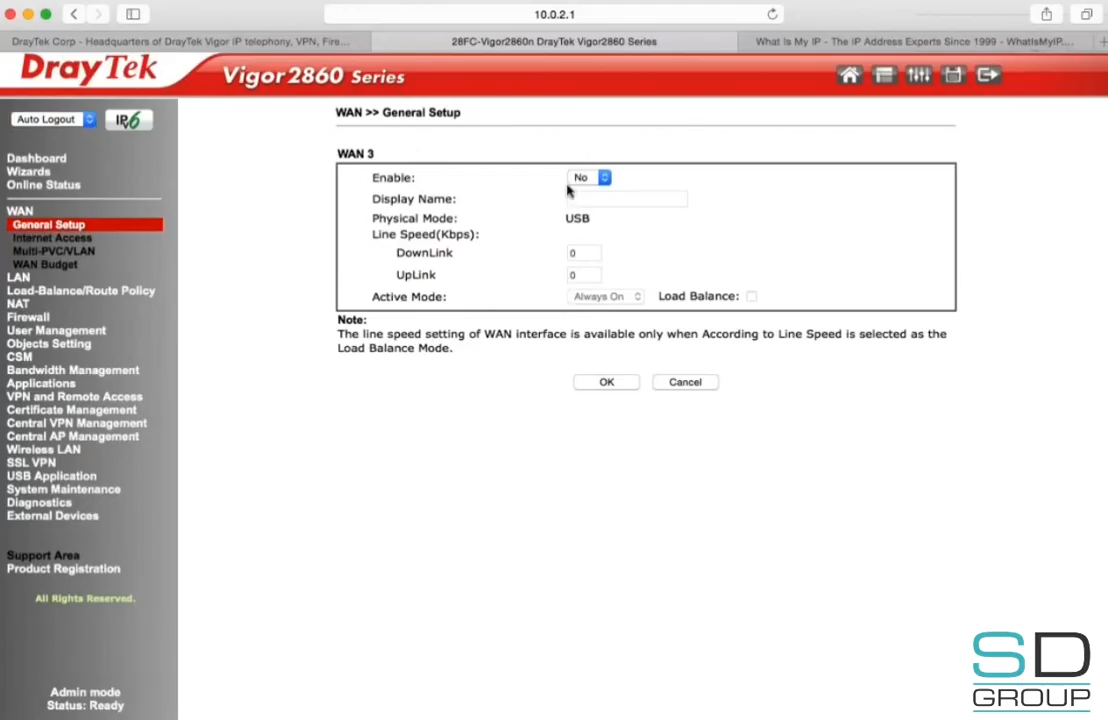 10.0.2.1
DrayTek Corp - Headquarters of DrayTek Vigor IP telephony, VPN, Fire...
28FC-Vigor2860n DrayTek Vigor2860 Series
What Is My IP - The IP Address Experts Since 1999 - WhatIsMyIP....
DrayTek
Vigor2860 Series
Auto Logout
IPv6
Dashboard
Wizards
Online Status
WAN
General Setup
Internet Access
Multi-PVC/VLAN
WAN Budget
LAN
Load-Balance/Route Policy
NAT
Firewall
User Management
Objects Setting
CSM
Bandwidth Management
Applications
VPN and Remote Access
Certificate Management
Central VPN Management
Central AP Management
Wireless LAN
SSL VPN
USB Application
System Maintenance
Diagnostics
External Devices
Support Area
Product Registration
All Rights Reserved.
Admin mode
Status: Ready
WAN >> General Setup
WAN 3
Enable: No
Display Name:
Physical Mode: USB
Line Speed(Kbps):
DownLink 0
UpLink 0
Active Mode: Always On Load Balance:
Note:
The line speed setting of WAN interface is available only when According to Line Speed is selected as the
Load Balance Mode.
OK Cancel
SD
GROUP